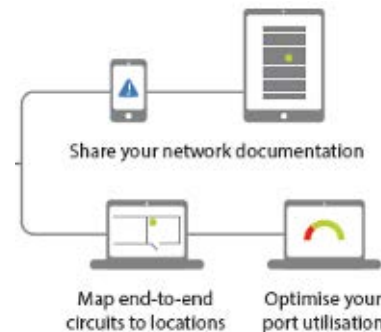 Share your network documentation
Map end-to-end
circuits to locations
Optimise your
port utilisation